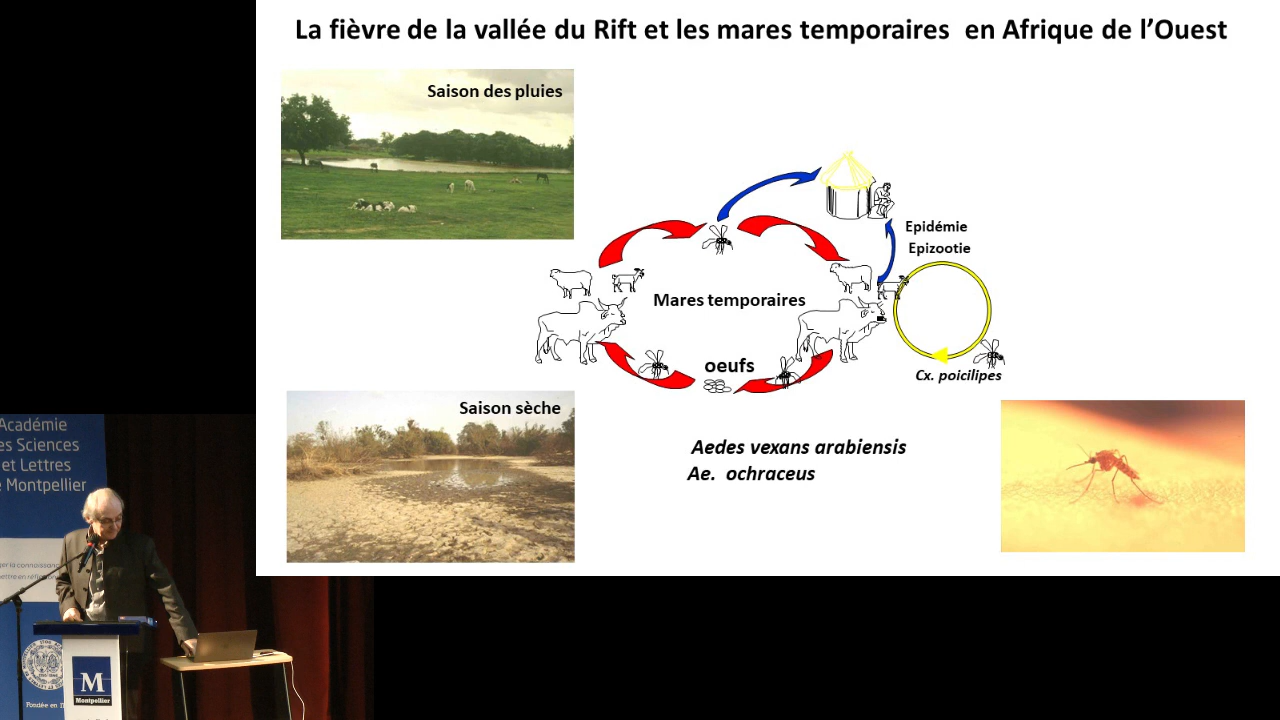 La fièvre de la vallée du Rift et les mares temporaires en Afrique de l'Ouest
Saison des pluies
Epidémie
Epizootie
Mares temporaires
oeufs
Cx. poicilipes
Saison sèche
Aedes vexans arabiensis
Ae. ochraceus
Académie
es Sciences
et Lettres
e Montpellier
M
Montpellier